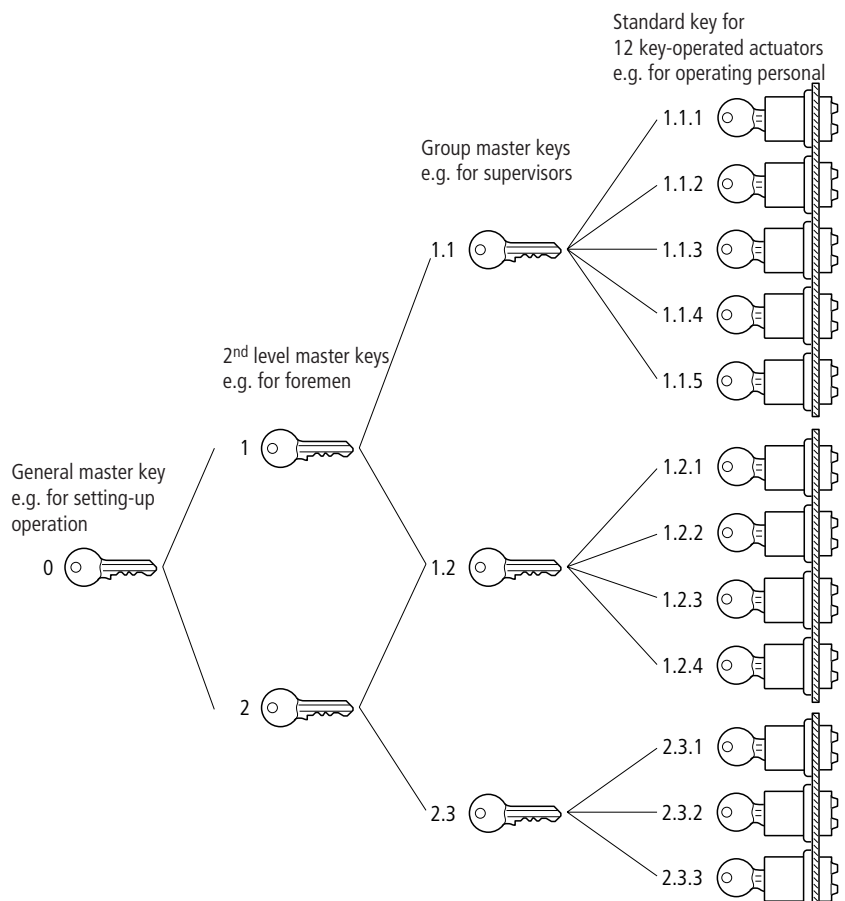 Standard key for
12 key-operated actuators
e.g. for operating personal
1.1.1
Group master keys
e.g. for supervisors
1.1.2
1.1
1.1.3
1.1.4
2nd level master keys
e.g. for foremen
1.1.5
1
General master key
e.g. for setting-up
operation
1.2.1
1.2.2
0
1.2
1.2.3
1.2.4
2
2.3.1
2.3
2.3.2
2.3.3